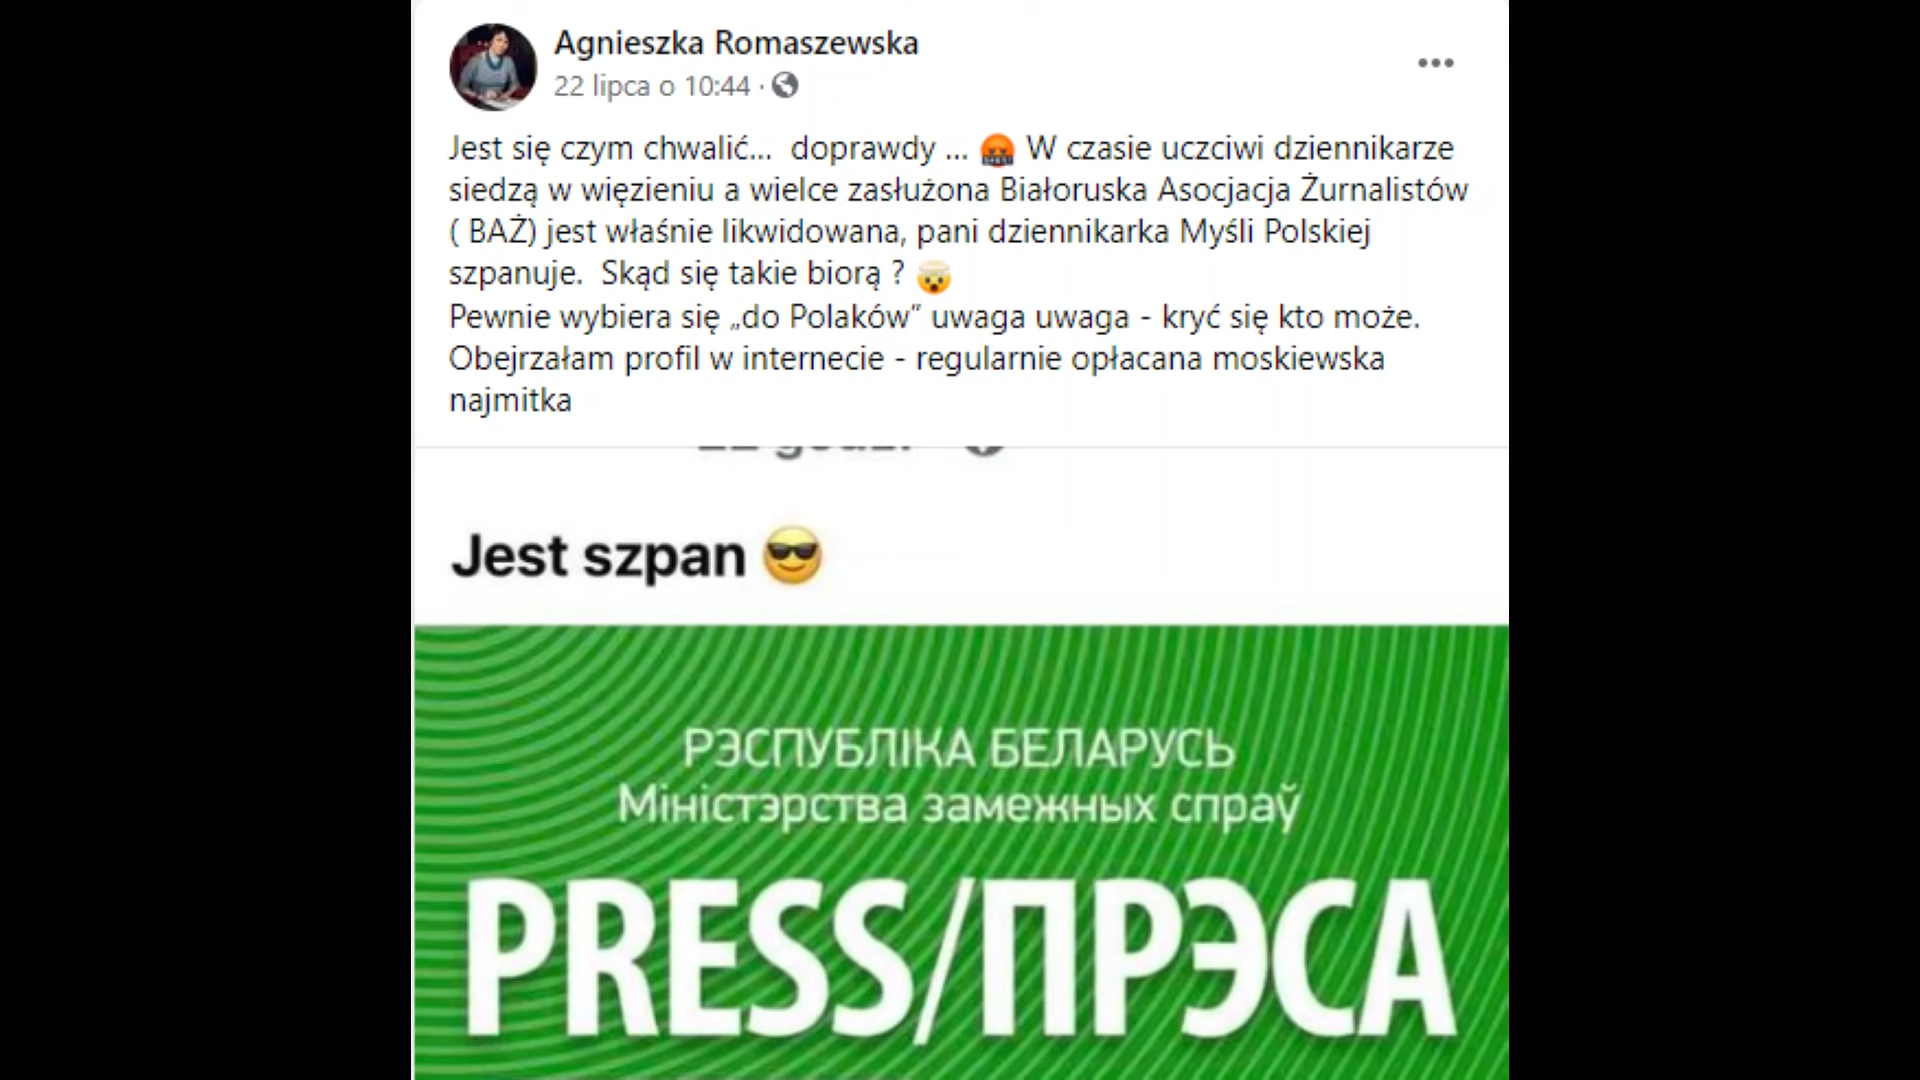 Agnieszka Romaszewska
22 lipca o 10:44 ·
Jest się czym chwalić... doprawdy ... 🤬 W czasie uczciwi dziennikarze
siedzą w więzieniu a wielce zasłużona Białoruska Asocjacja Żurnalistów
( BAŻ) jest właśnie likwidowana, pani dziennikarka Myśli Polskiej
szpanuje. Skąd się takie biorą ? 🤯
Pewnie wybiera się „do Polaków” uwaga uwaga - kryć się kto może.
Obejrzałam profil w internecie - regularnie opłacana moskiewska
najmitka
Jest szpan 😎
РЭСПУБЛІКА БЕЛАРУСЬ
Міністэрства замежных спраў
PRESS/ПРЭСА